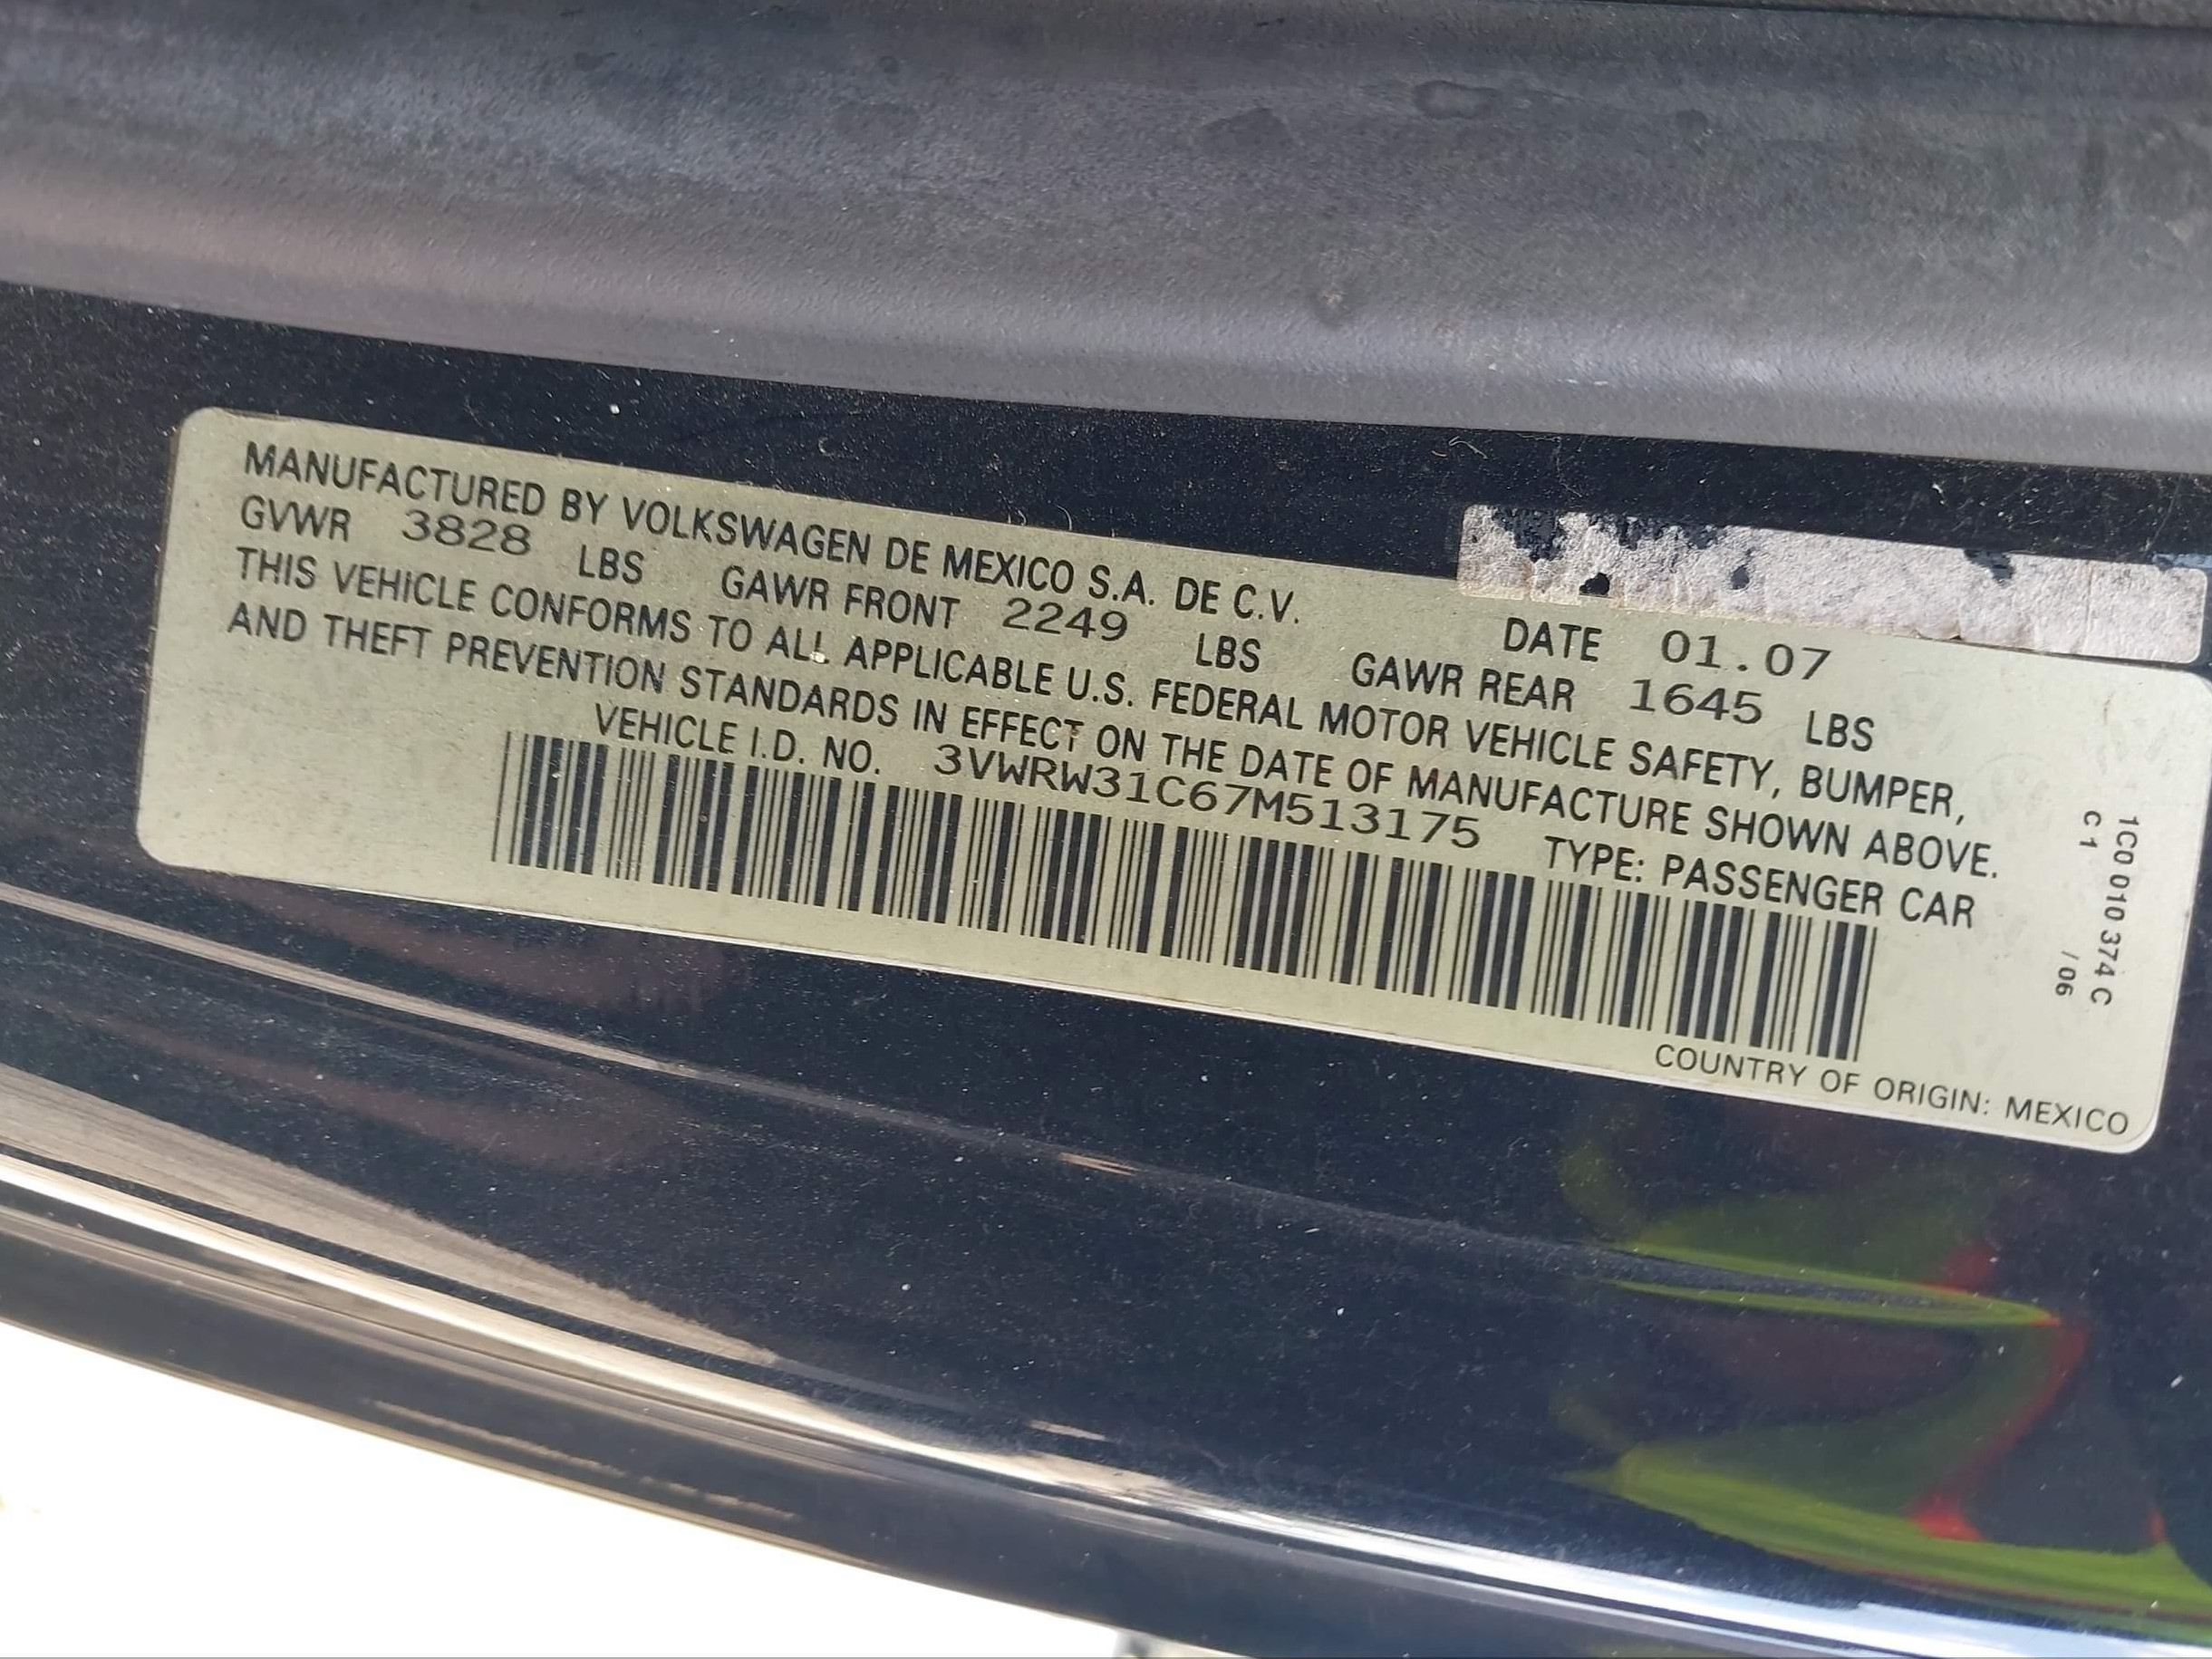 MANUFACTURED BY VOLKSWAGEN DE MEXICO S.A. DE C.V. DATE 01.07
GVWR 3828 LBS GAWR FRONT 2249 LBS GAWR REAR 1645 LBS
THIS VEHICLE CONFORMS TO ALL APPLICABLE U.S. FEDERAL MOTOR VEHICLE SAFETY, BUMPER,
AND THEFT PREVENTION STANDARDS IN EFFECT ON THE DATE OF MANUFACTURE SHOWN ABOVE.
VEHICLE I.D. NO. 3VWRW31C67M513175 TYPE: PASSENGER CAR
COUNTRY OF ORIGIN: MEXICO
1C0 010 374 C
C 1 / 06